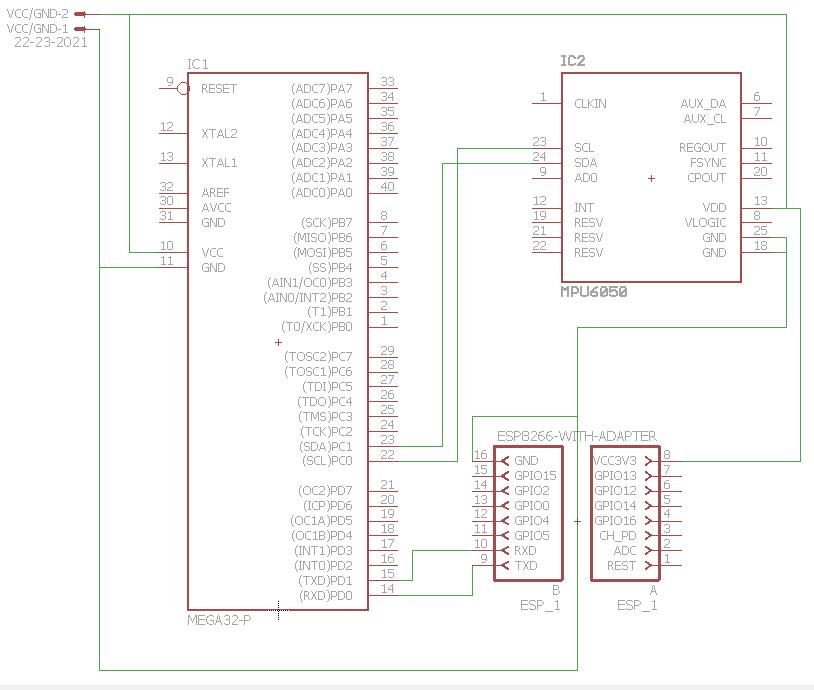 VCC/GND-2
VCC/GND-1
22-23-2021
IC1
9 RESET
12 XTAL2
13 XTAL1
32 AREF
30 AVCC
31 GND
10 VCC
11 GND
(ADC7)PA7 33
(ADC6)PA6 34
(ADC5)PA5 35
(ADC4)PA4 36
(ADC3)PA3 37
(ADC2)PA2 38
(ADC1)PA1 39
(ADC0)PA0 40
(SCK)PB7 8
(MISO)PB6 7
(MOSI)PB5 6
(SS)PB4 5
(AIN1/OC0)PB3 4
(AIN0/INT2)PB2 3
(T1)PB1 2
(T0/XCK)PB0 1
(TOSC2)PC7 29
(TOSC1)PC6 28
(TDI)PC5 27
(TDO)PC4 26
(TMS)PC3 25
(TCK)PC2 24
(SDA)PC1 23
(SCL)PC0 22
(OC2)PD7 21
(ICP)PD6 20
(OC1A)PD5 19
(OC1B)PD4 18
(INT1)PD3 17
(INT0)PD2 16
(TXD)PD1 15
(RXD)PD0 14
MEGA32-P
IC2
1 CLKIN
23 SCL
24 SDA
9 AD0
12 INT
19 RESV
21 RESV
22 RESV
AUX_DA 6
AUX_CL 7
REGOUT 10
FSYNC 11
CPOUT 20
VDD 13
VLOGIC 8
GND 25
GND 18
MPU6050
ESP8266-WITH-ADAPTER
16 GND
15 GPIO15
14 GPIO2
13 GPIO0
12 GPIO4
11 GPIO5
10 RXD
9 TXD
B
ESP_1
VCC3V3 8
GPIO13 7
GPIO12 6
GPIO14 5
GPIO16 4
CH_PD 3
ADC 2
REST 1
A
ESP_1